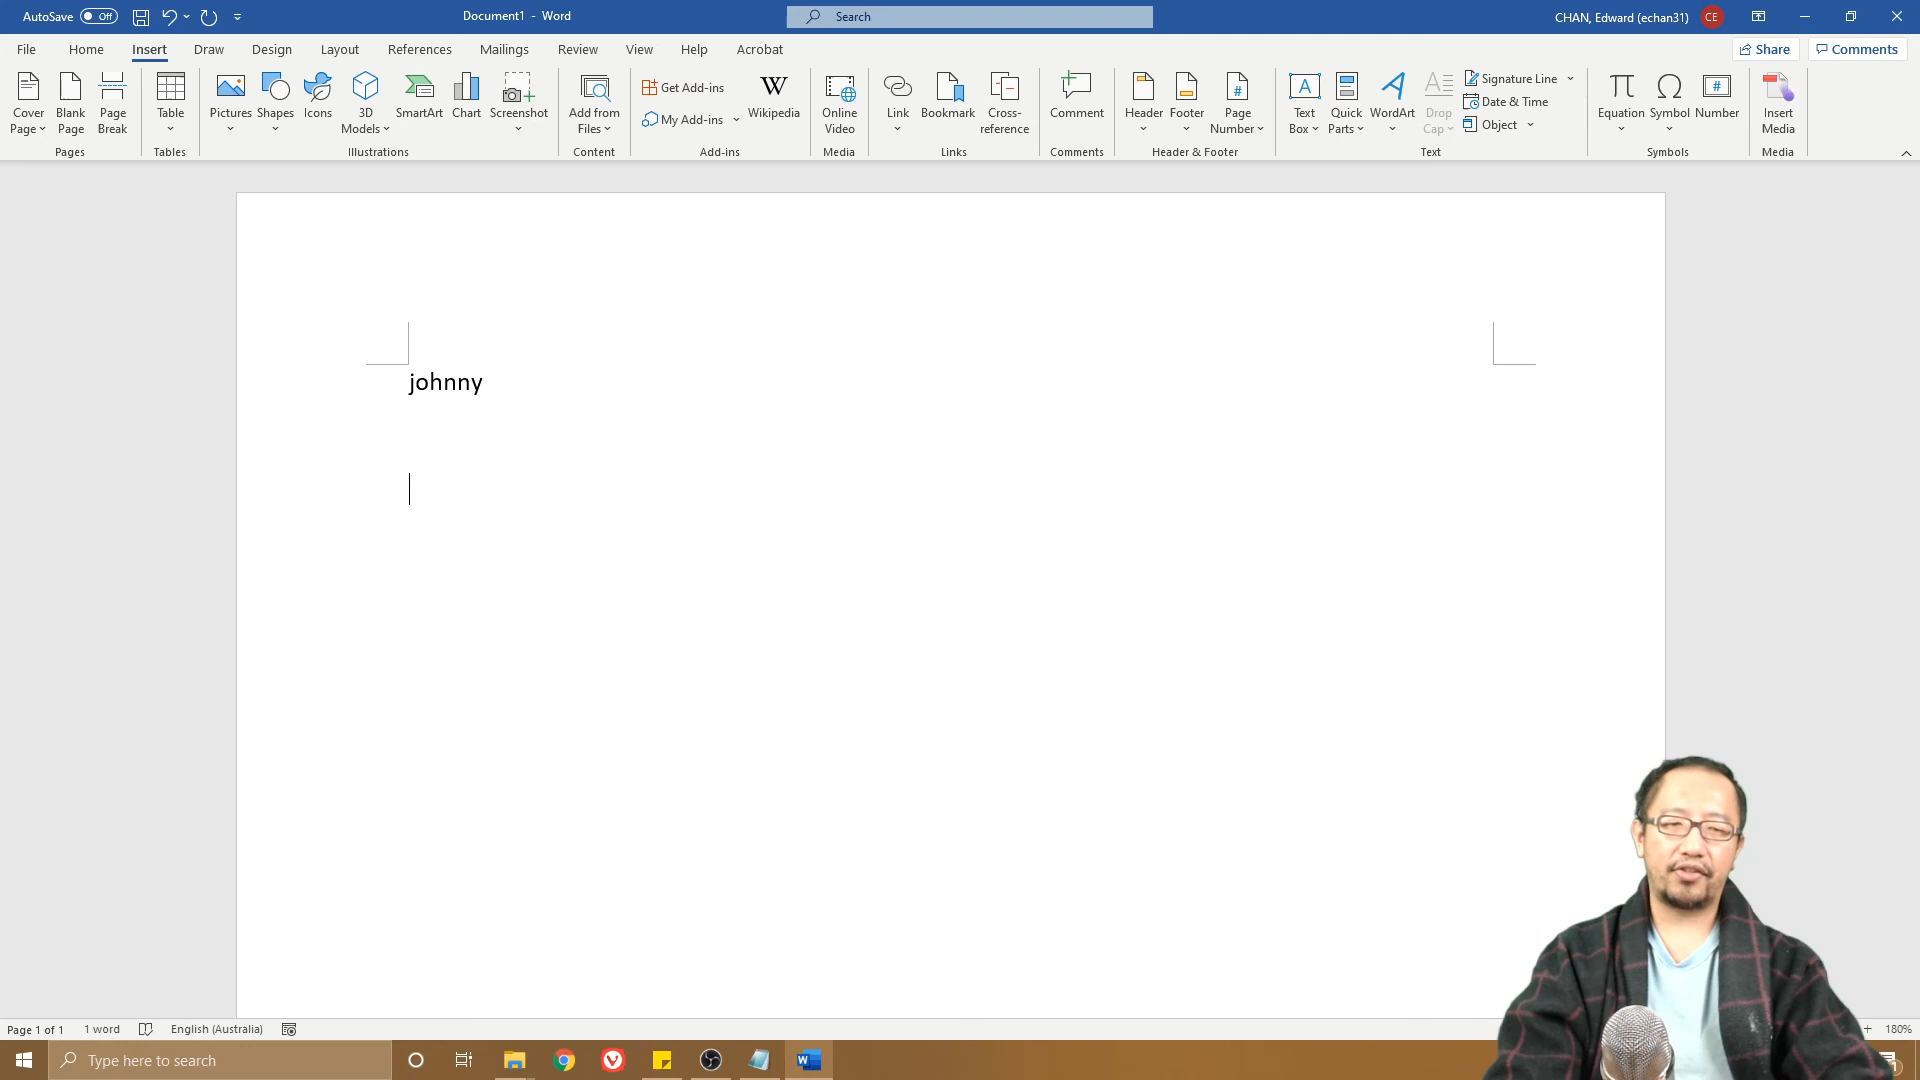 AutoSave Off Document1 - Word Search CHAN, Edward (echan31) CE
File Home Insert Draw Design Layout References Mailings Review View Help Acrobat Share Comments
Cover Page
Blank Page
Page Break
Pages
Table
Tables
Pictures
Shapes
Icons
3D Models
SmartArt
Chart
Screenshot
Illustrations
Add from Files
Content
Get Add-ins
My Add-ins
W
Wikipedia
Add-ins
Online Video
Media
Link
Bookmark
Cross-reference
Links
Comment
Comments
Header
Footer
# Page Number
Header & Footer
A Text Box
Quick Parts
A WordArt
A Drop Cap
Signature Line
Date & Time
Object
Text
π Equation
Ω Symbol
# Number
Symbols
Insert Media
Media
johnny
Page 1 of 1 1 word English (Australia) + 180%
Type here to search W 1